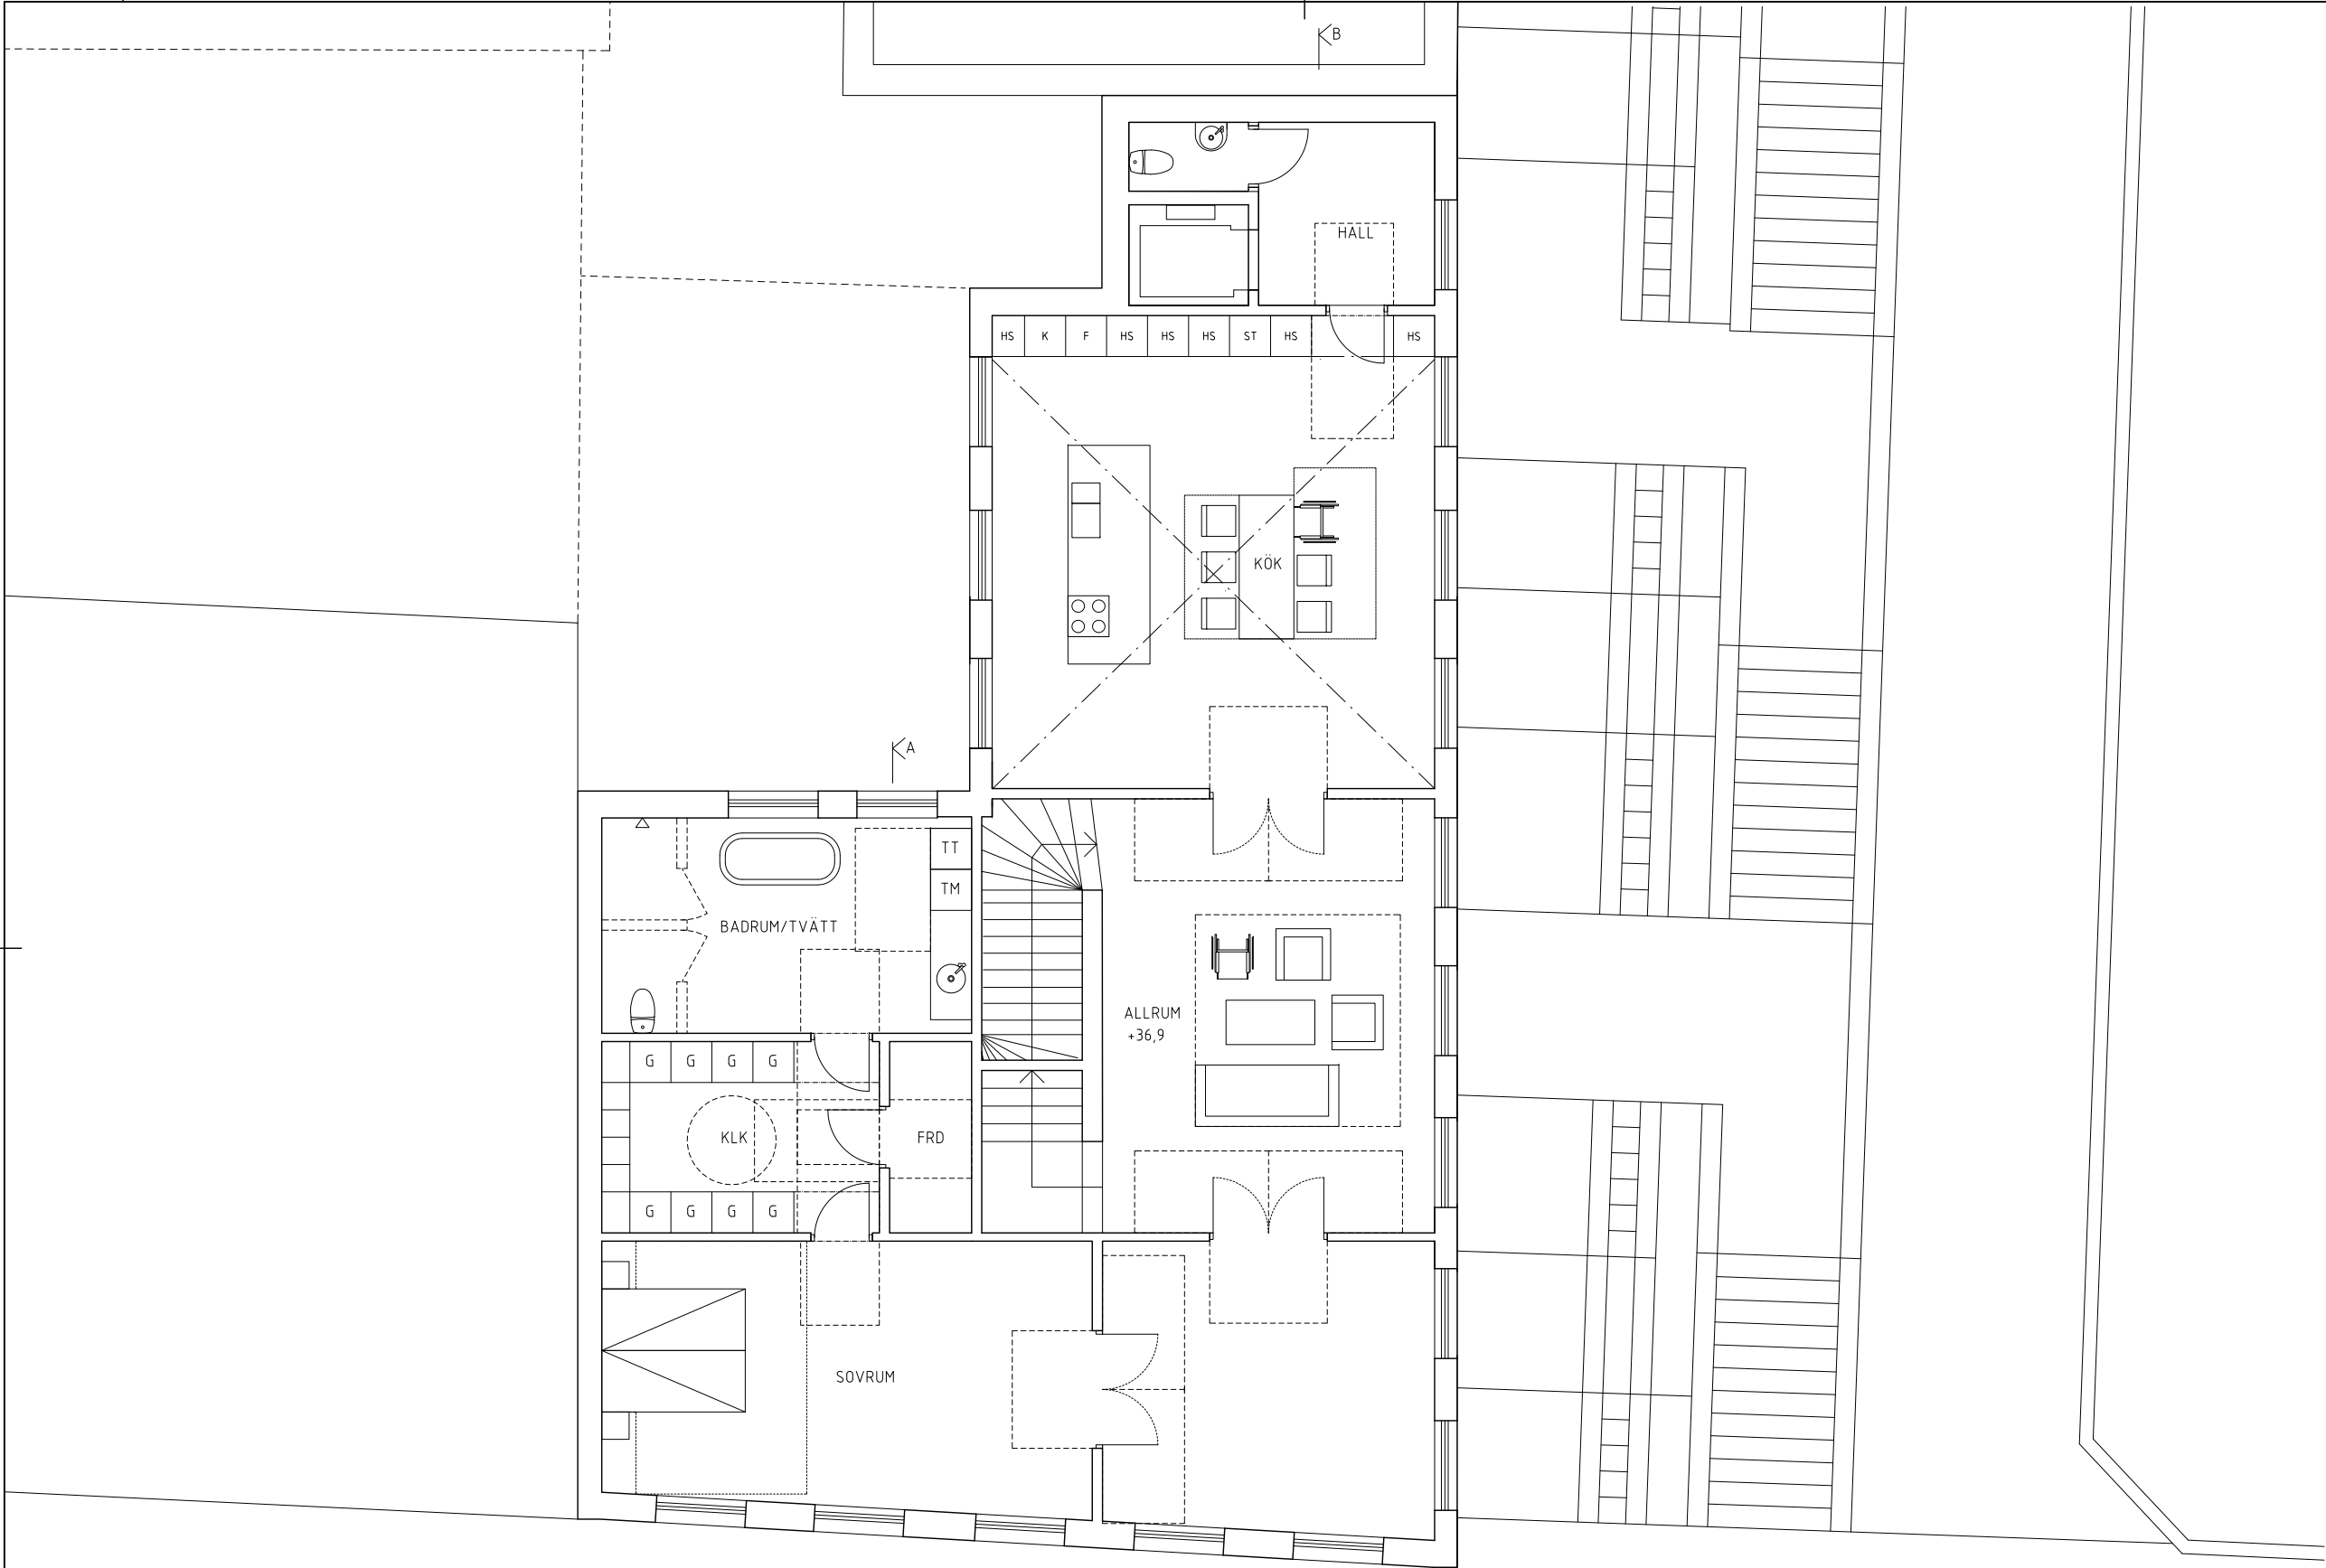 B
HALL
HS K F HS HS HS ST HS HS
KÖK
A
TT
TM
BADRUM/TVÄTT
ALLRUM
+36,9
G G G G
KLK
FRD
G G G G
SOVRUM